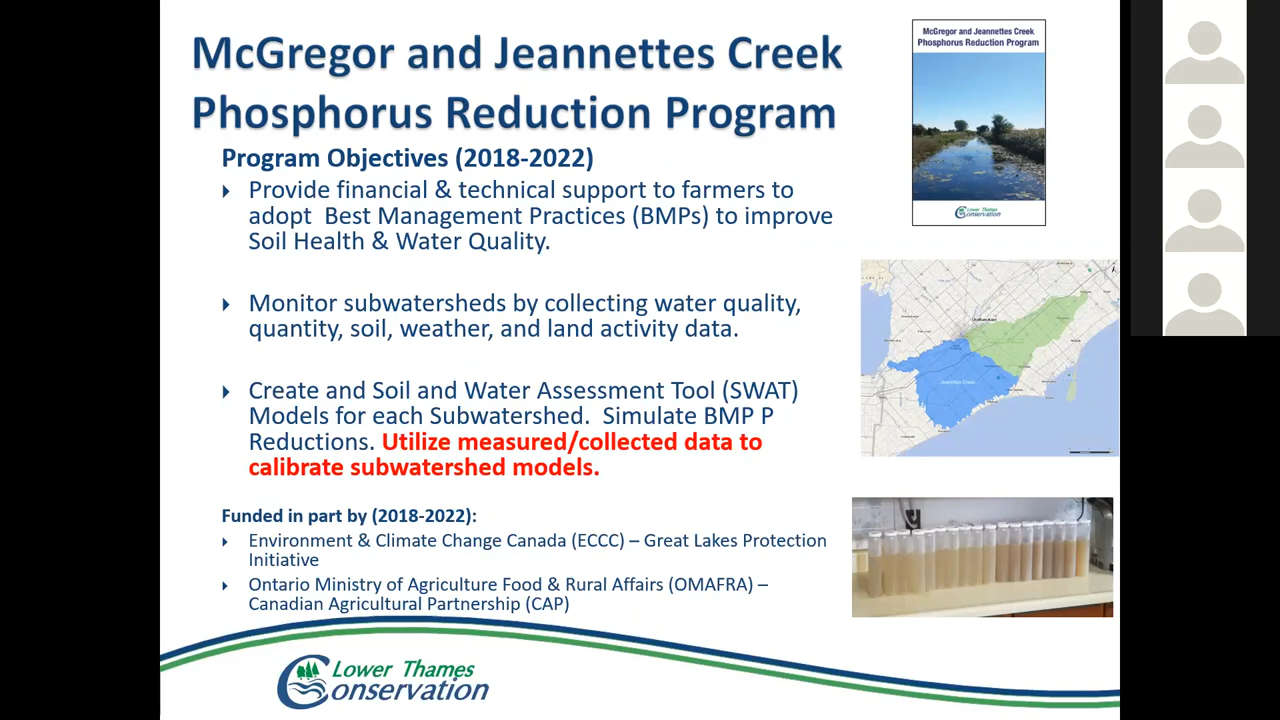 McGregor and Jeannettes Creek
Phosphorus Reduction Program
Program Objectives (2018-2022)
Provide financial & technical support to farmers to
adopt Best Management Practices (BMPs) to improve
Soil Health & Water Quality.
Monitor subwatersheds by collecting water quality,
quantity, soil, weather, and land activity data.
Create and Soil and Water Assessment Tool (SWAT)
Models for each Subwatershed. Simulate BMP P
Reductions. Utilize measured/collected data to
calibrate subwatershed models.
Funded in part by (2018-2022):
Environment & Climate Change Canada (ECCC) – Great Lakes Protection
Initiative
Ontario Ministry of Agriculture Food & Rural Affairs (OMAFRA) –
Canadian Agricultural Partnership (CAP)
Lower Thames
Conservation
McGregor and Jeannettes Creek
Phosphorus Reduction Program
Lower Thames
Conservation
Jeannettes Creek